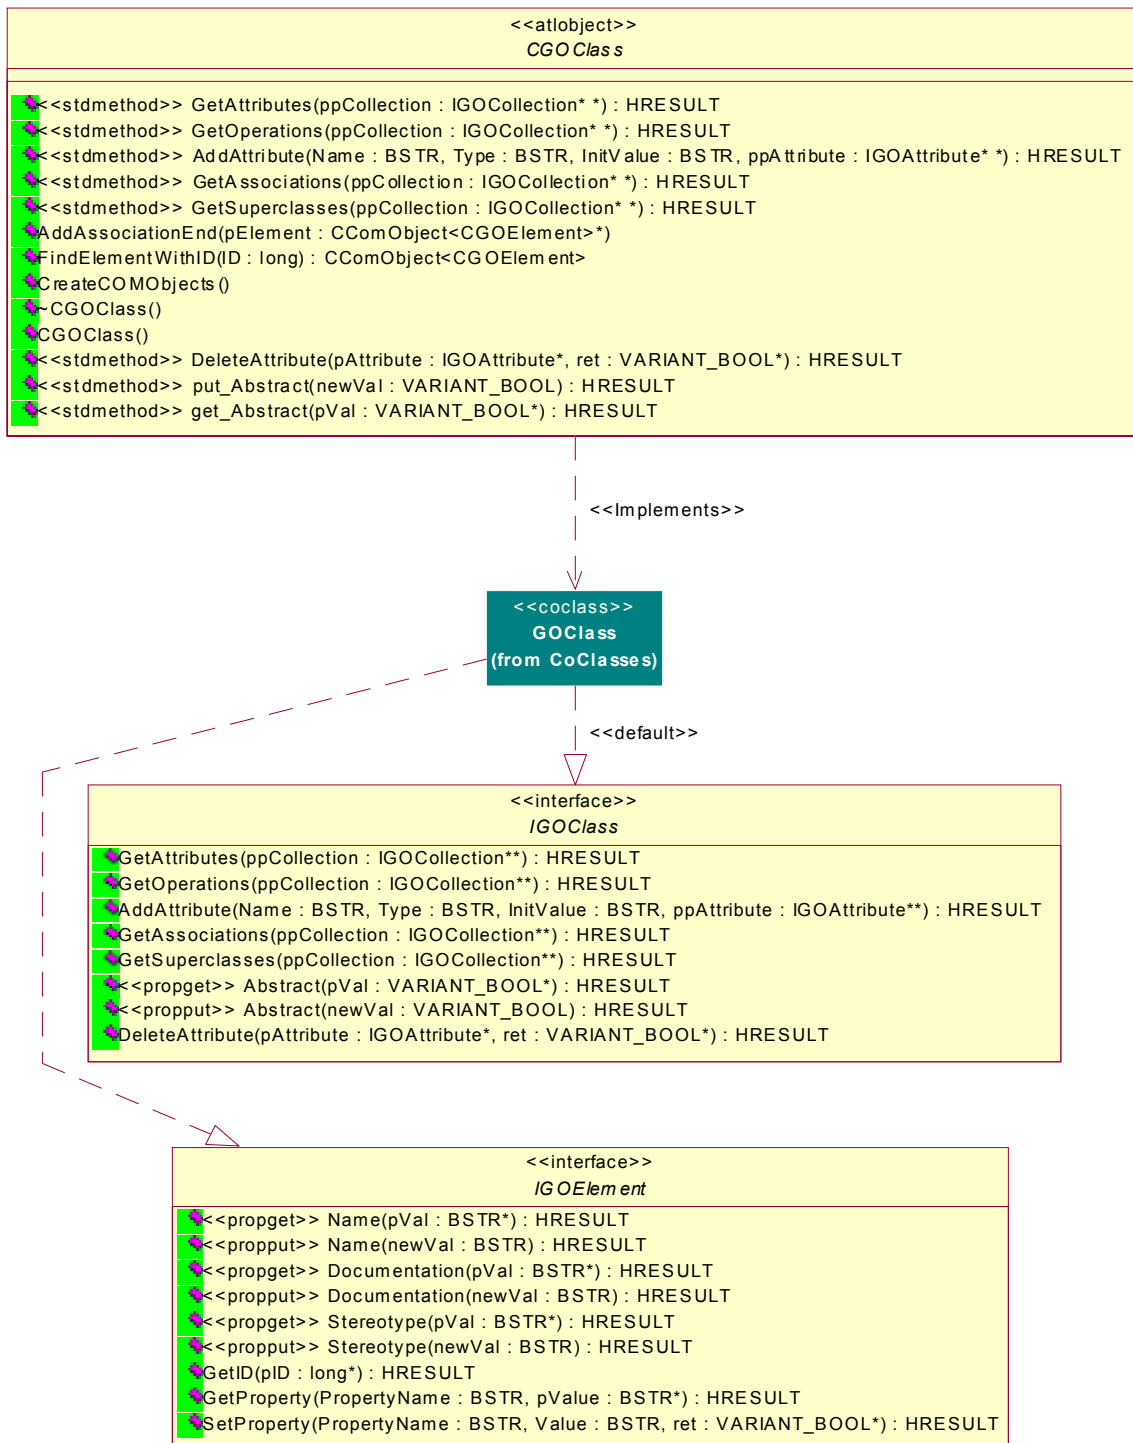 <<atlobject>>
CGOClass
<<stdmethod>> GetAttributes(ppCollection : IGOCollection* *) : HRESULT
<<stdmethod>> GetOperations(ppCollection : IGOCollection* *) : HRESULT
<<stdmethod>> AddAttribute(Name : BSTR, Type : BSTR, InitValue : BSTR, ppAttribute : IGOAttribute* *) : HRESULT
<<stdmethod>> GetAssociations(ppCollection : IGOCollection* *) : HRESULT
<<stdmethod>> GetSuperclasses(ppCollection : IGOCollection* *) : HRESULT
AddAssociationEnd(pElement : CComObject<CGOElement>*)
FindElementWithID(ID : long) : CComObject<CGOElement>
CreateCOMObjects()
~CGOClass()
CGOClass()
<<stdmethod>> DeleteAttribute(pAttribute : IGOAttribute*, ret : VARIANT_BOOL*) : HRESULT
<<stdmethod>> put_Abstract(newVal : VARIANT_BOOL) : HRESULT
<<stdmethod>> get_Abstract(pVal : VARIANT_BOOL*) : HRESULT
<<Implements>>
<<coclass>>
GOClass
(from CoClasses)
<<default>>
<<interface>>
IGOClass
GetAttributes(ppCollection : IGOCollection**) : HRESULT
GetOperations(ppCollection : IGOCollection**) : HRESULT
AddAttribute(Name : BSTR, Type : BSTR, InitValue : BSTR, ppAttribute : IGOAttribute**) : HRESULT
GetAssociations(ppCollection : IGOCollection**) : HRESULT
GetSuperclasses(ppCollection : IGOCollection**) : HRESULT
<<propget>> Abstract(pVal : VARIANT_BOOL*) : HRESULT
<<propput>> Abstract(newVal : VARIANT_BOOL) : HRESULT
DeleteAttribute(pAttribute : IGOAttribute*, ret : VARIANT_BOOL*) : HRESULT
<<interface>>
IGOElement
<<propget>> Name(pVal : BSTR*) : HRESULT
<<propput>> Name(newVal : BSTR) : HRESULT
<<propget>> Documentation(pVal : BSTR*) : HRESULT
<<propput>> Documentation(newVal : BSTR) : HRESULT
<<propget>> Stereotype(pVal : BSTR*) : HRESULT
<<propput>> Stereotype(newVal : BSTR) : HRESULT
GetID(pID : long*) : HRESULT
GetProperty(PropertyName : BSTR, pValue : BSTR*) : HRESULT
SetProperty(PropertyName : BSTR, Value : BSTR, ret : VARIANT_BOOL*) : HRESULT